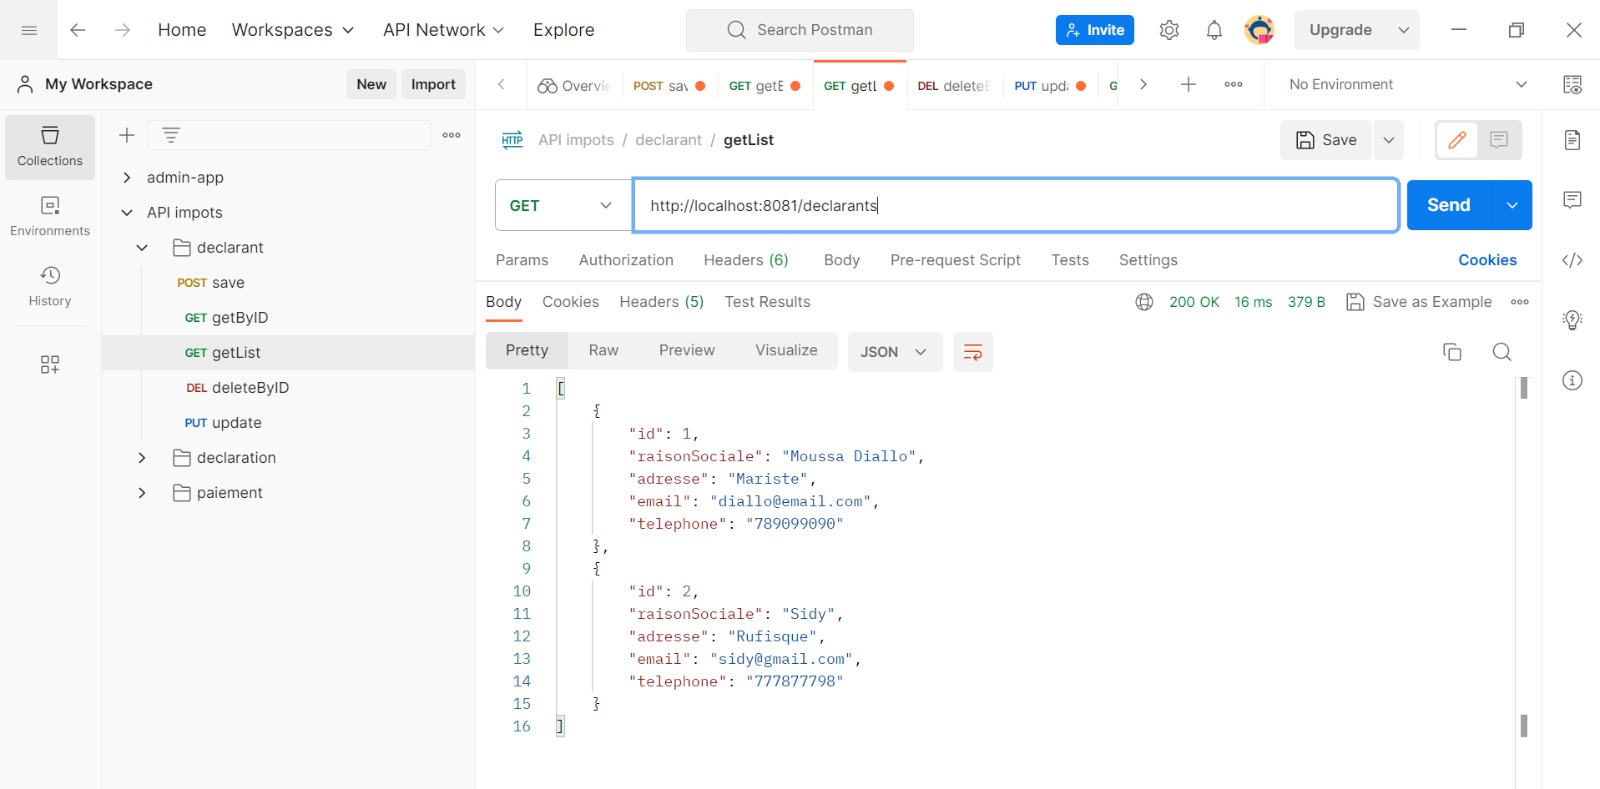 Home Workspaces API Network Explore Search Postman Invite Upgrade
My Workspace New Import Overvie POST sav GET getE GET getL DEL deleteE PUT upda G No Environment
Collections
Environments
History
admin-app
API impots
declarant
POST save
GET getByID
GET getList
DEL deleteByID
PUT update
declaration
paiement
HTTP API impots / declarant / getList Save
GET http://localhost:8081/declarants Send
Params Authorization Headers (6) Body Pre-request Script Tests Settings Cookies
Body Cookies Headers (5) Test Results 200 OK 16 ms 379 B Save as Example
Pretty Raw Preview Visualize JSON
1 [
2 {
3 "id": 1,
4 "raisonSociale": "Moussa Diallo",
5 "adresse": "Mariste",
6 "email": "diallo@email.com",
7 "telephone": "789099090"
8 },
9 {
10 "id": 2,
11 "raisonSociale": "Sidy",
12 "adresse": "Rufisque",
13 "email": "sidy@gmail.com",
14 "telephone": "777877798"
15 }
16 ]